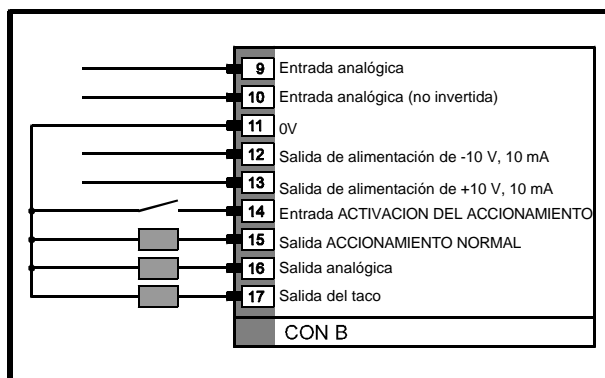 9 Entrada analógica
10 Entrada analógica (no invertida)
11 0V
12 Salida de alimentación de -10 V, 10 mA
13 Salida de alimentación de +10 V, 10 mA
14 Entrada ACTIVACION DEL ACCIONAMIENTO
15 Salida ACCIONAMIENTO NORMAL
16 Salida analógica
17 Salida del taco
CON B